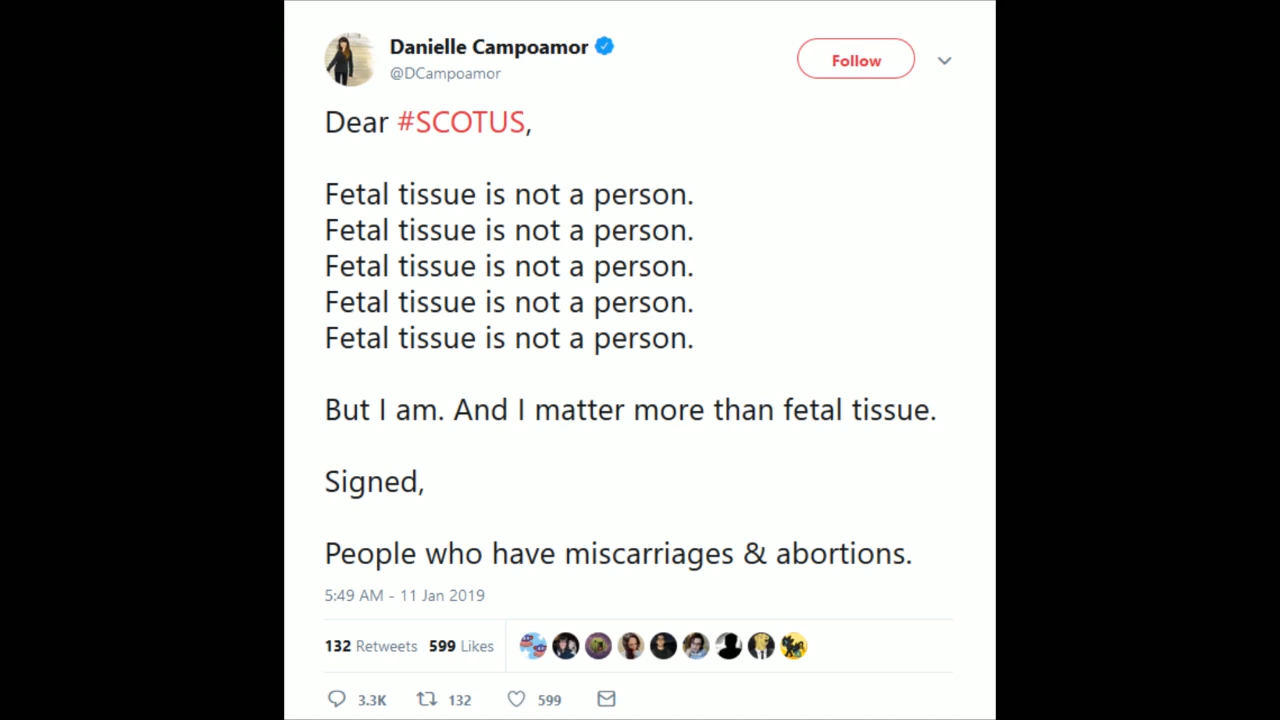 Danielle Campoamor
@DCampoamor
Follow
Dear #SCOTUS,
Fetal tissue is not a person.
Fetal tissue is not a person.
Fetal tissue is not a person.
Fetal tissue is not a person.
Fetal tissue is not a person.
But I am. And I matter more than fetal tissue.
Signed,
People who have miscarriages & abortions.
5:49 AM - 11 Jan 2019
132 Retweets 599 Likes
3.3K 132 599